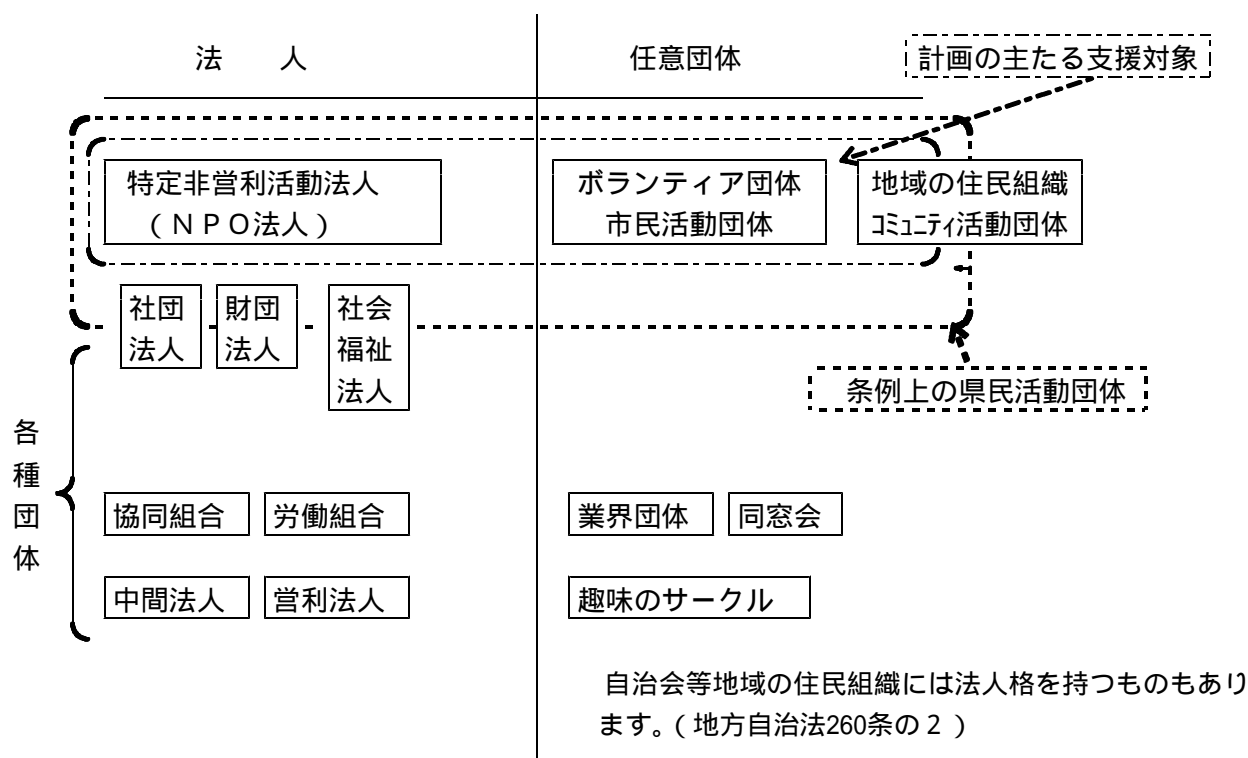 法　　人
任意団体
計画の主たる支援対象
特定非営利活動法人
（ＮＰＯ法人）
ボランティア団体
市民活動団体
地域の住民組織
ｺﾐｭﾆﾃｨ活動団体
社団
法人
財団
法人
社会
福祉
法人
条例上の県民活動団体
各
種
団
体
協同組合
労働組合
業界団体
同窓会
中間法人
営利法人
趣味のサークル
自治会等地域の住民組織には法人格を持つものもあり
ます。（地方自治法260条の２）